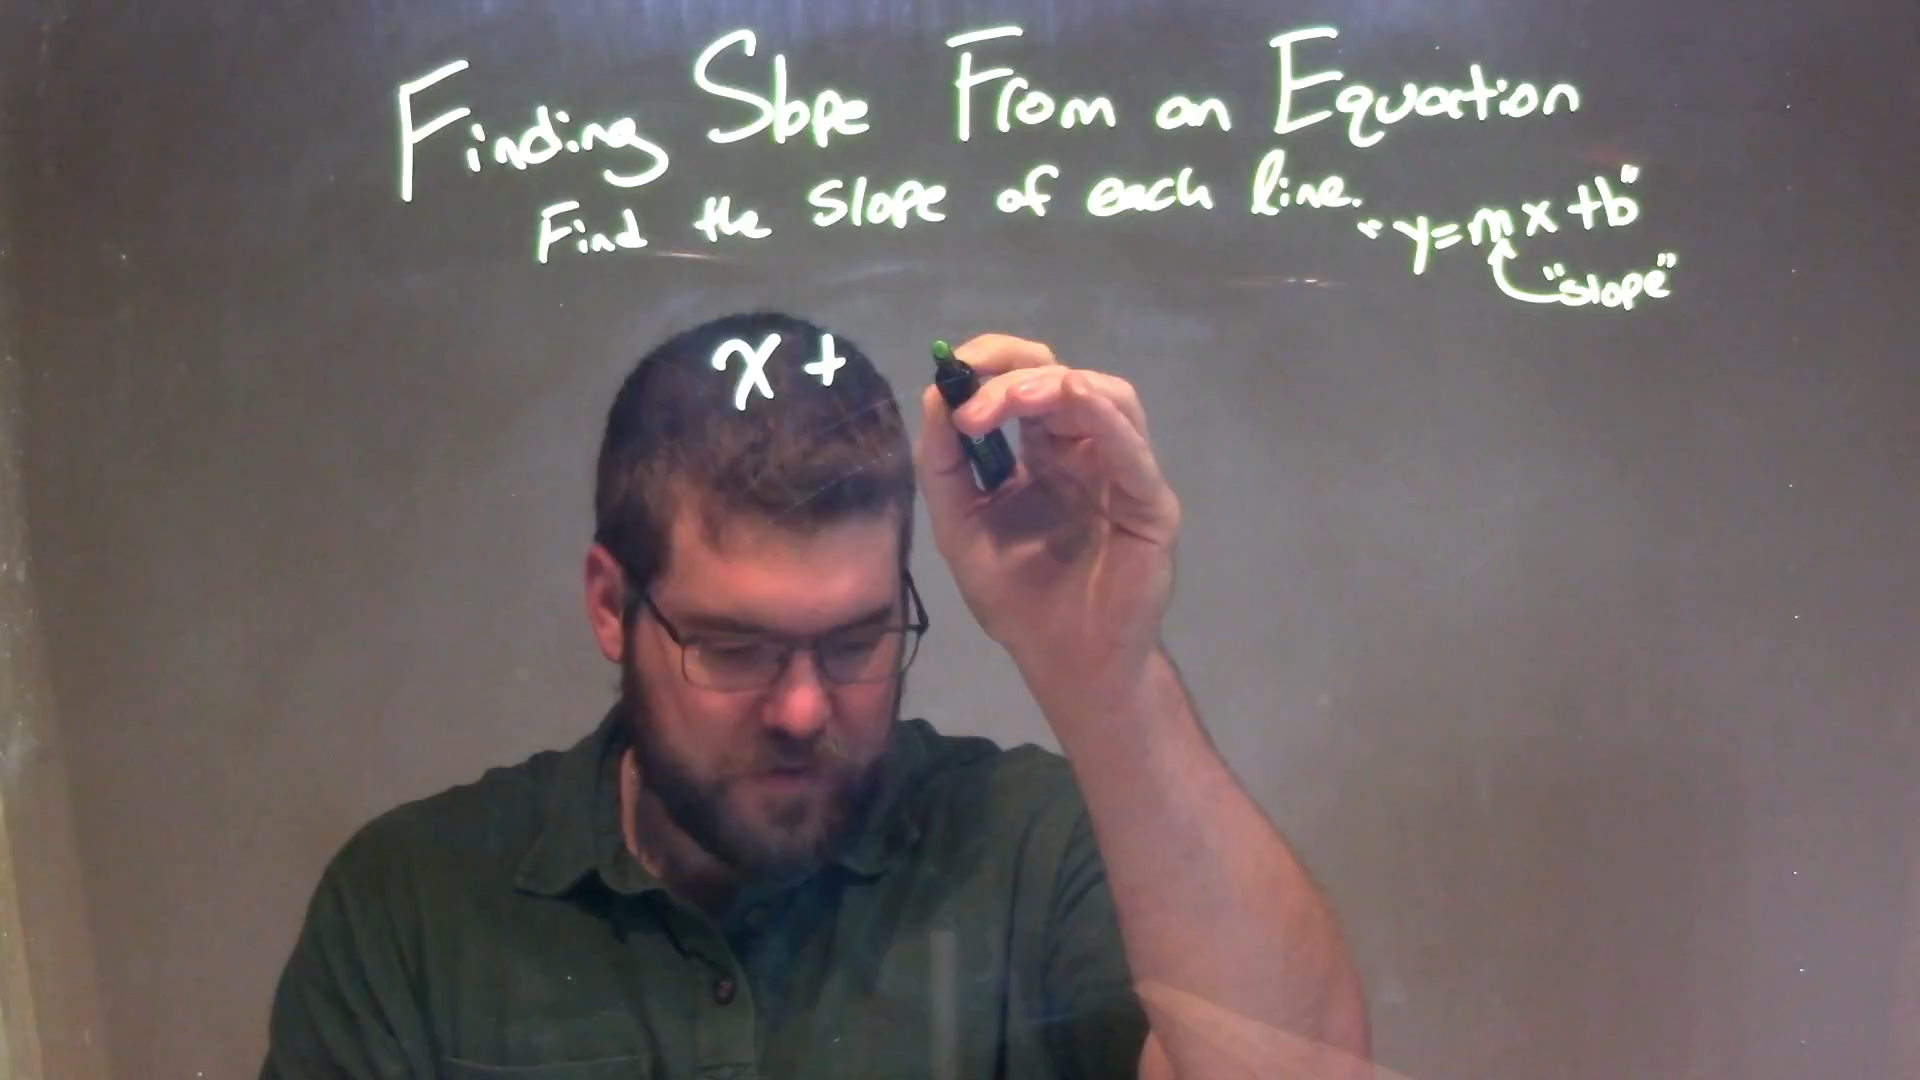 Finding Slope From an Equation
Find the slope of each line.
"y=mx+b"
"slope"
x +